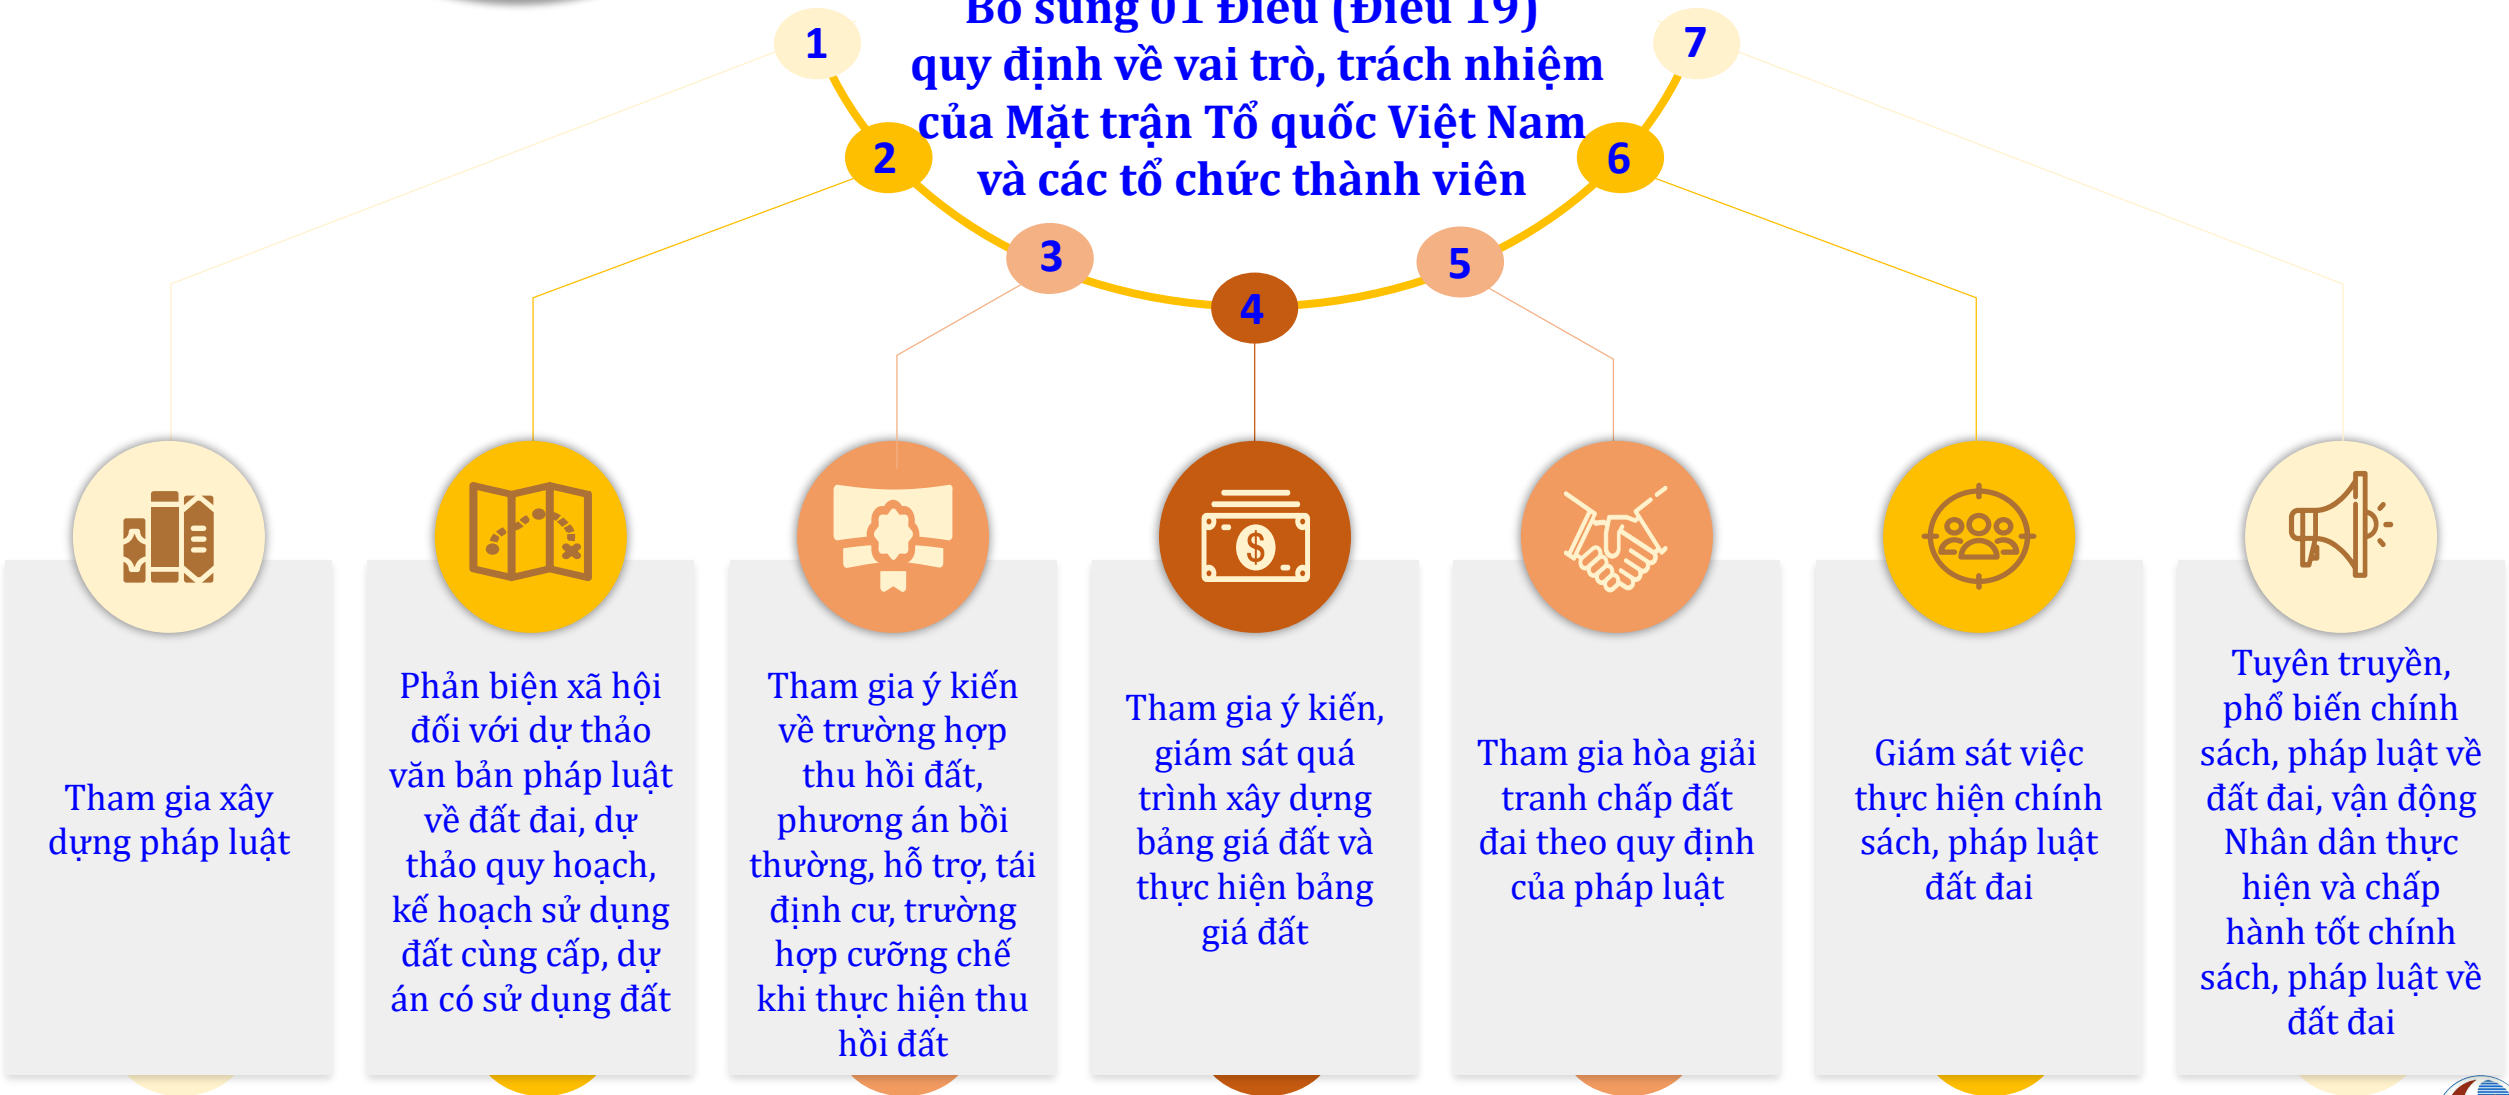 Bổ sung 01 Điều (Điều 19)
quy định về vai trò, trách nhiệm
của Mặt trận Tổ quốc Việt Nam
và các tổ chức thành viên
1
2
3
4
5
6
7
Tham gia xây
dựng pháp luật
Phản biện xã hội
đối với dự thảo
văn bản pháp luật
về đất đai, dự
thảo quy hoạch,
kế hoạch sử dụng
đất cùng cấp, dự
án có sử dụng đất
Tham gia ý kiến
về trường hợp
thu hồi đất,
phương án bồi
thường, hỗ trợ, tái
định cư, trường
hợp cưỡng chế
khi thực hiện thu
hồi đất
Tham gia ý kiến,
giám sát quá
trình xây dựng
bảng giá đất và
thực hiện bảng
giá đất
Tham gia hòa giải
tranh chấp đất
đai theo quy định
của pháp luật
Giám sát việc
thực hiện chính
sách, pháp luật
đất đai
Tuyên truyền,
phổ biến chính
sách, pháp luật về
đất đai, vận động
Nhân dân thực
hiện và chấp
hành tốt chính
sách, pháp luật về
đất đai
$